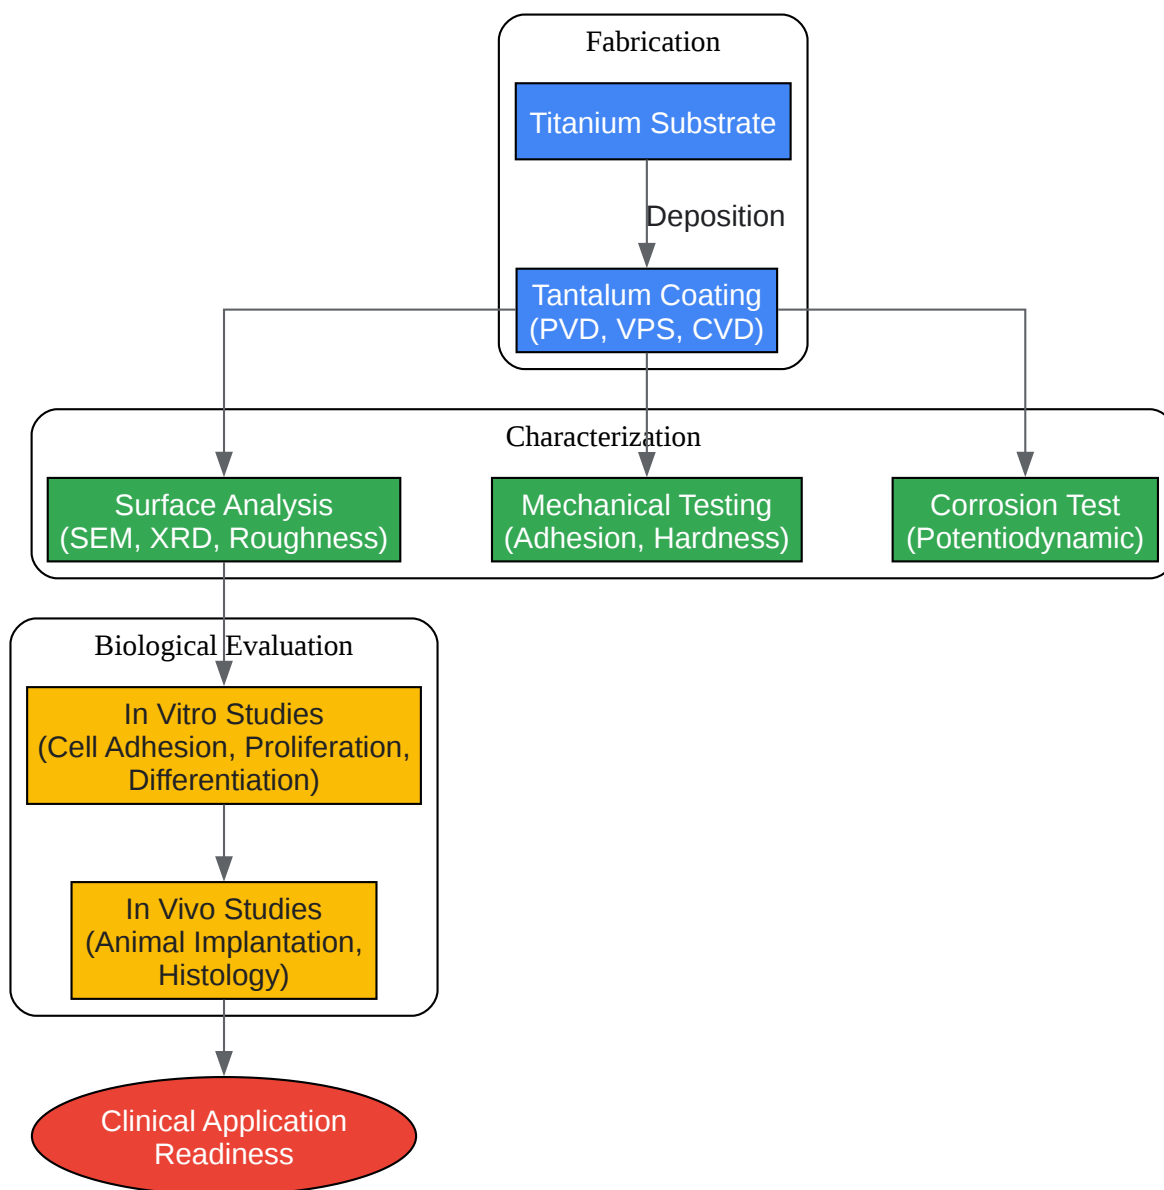 Fabrication
Titanium Substrate
Deposition
Tantalum Coating
(PVD, VPS, CVD)
Characterization
Surface Analysis
(SEM, XRD, Roughness)
Mechanical Testing
(Adhesion, Hardness)
Corrosion Test
(Potentiodynamic)
Biological Evaluation
In Vitro Studies
(Cell Adhesion, Proliferation,
Differentiation)
In Vivo Studies
(Animal Implantation,
Histology)
Clinical Application
Readiness